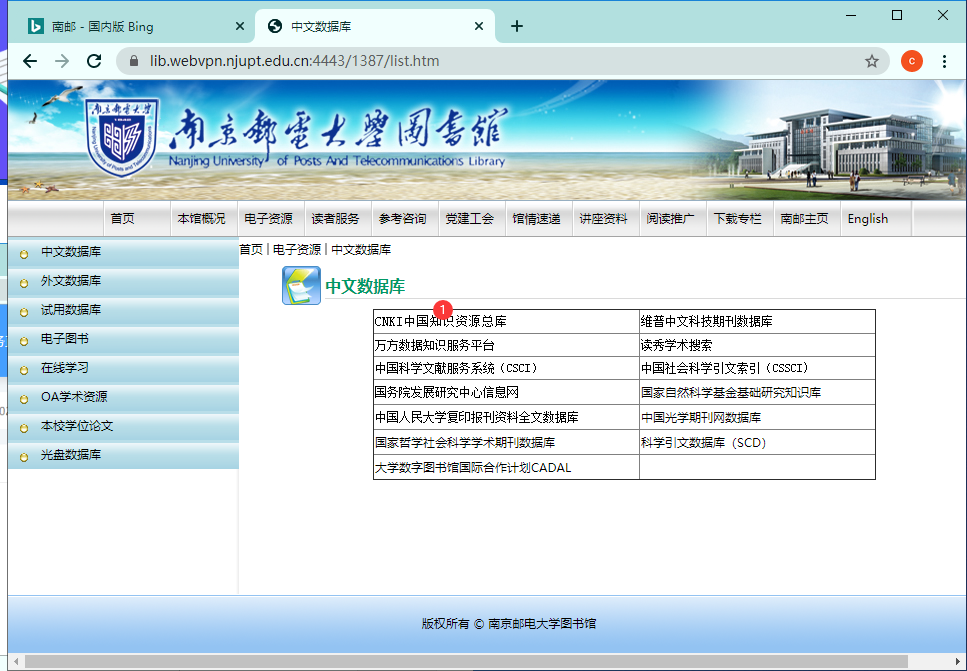 南邮 - 国内版 Bing
中文数据库
lib.webvpn.njupt.edu.cn:4443/1387/list.htm
c
南京郵電大學圖書館
Nanjing University of Posts And Telecommunications Library
首页 本馆概况 电子资源 读者服务 参考咨询 党建工会 馆情速递 讲座资料 阅读推广 下载专栏 南邮主页 English
中文数据库
外文数据库
试用数据库
电子图书
在线学习
OA学术资源
本校学位论文
光盘数据库
首页 | 电子资源 | 中文数据库
中文数据库
1
CNKI中国知识资源总库 维普中文科技期刊数据库
万方数据知识服务平台 读秀学术搜索
中国科学文献服务系统（CSCI） 中国社会科学引文索引（CSSCI）
国务院发展研究中心信息网 国家自然科学基金基础研究知识库
中国人民大学复印报刊资料全文数据库 中国光学期刊网数据库
国家哲学社会科学学术期刊数据库 科学引文数据库（SCD）
大学数字图书馆国际合作计划CADAL
版权所有 © 南京邮电大学图书馆